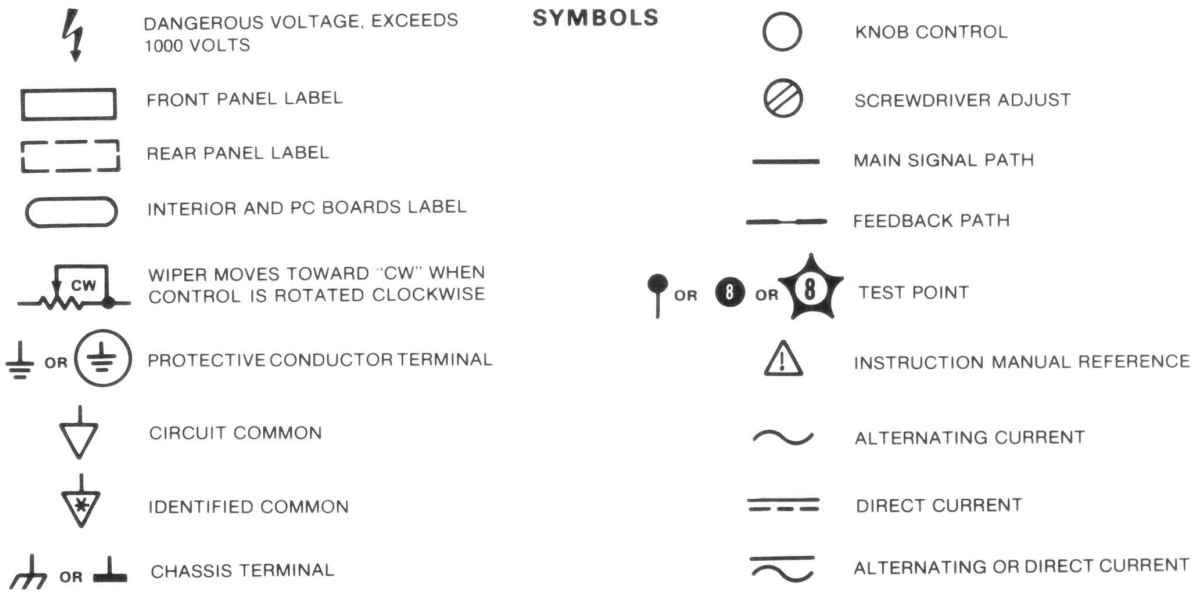 SYMBOLS
DANGEROUS VOLTAGE, EXCEEDS
1000 VOLTS
FRONT PANEL LABEL
REAR PANEL LABEL
INTERIOR AND PC BOARDS LABEL
CW
WIPER MOVES TOWARD "CW" WHEN
CONTROL IS ROTATED CLOCKWISE
OR
PROTECTIVE CONDUCTOR TERMINAL
CIRCUIT COMMON
IDENTIFIED COMMON
OR
CHASSIS TERMINAL
KNOB CONTROL
SCREWDRIVER ADJUST
MAIN SIGNAL PATH
FEEDBACK PATH
OR 8 OR 8 TEST POINT
INSTRUCTION MANUAL REFERENCE
ALTERNATING CURRENT
DIRECT CURRENT
ALTERNATING OR DIRECT CURRENT